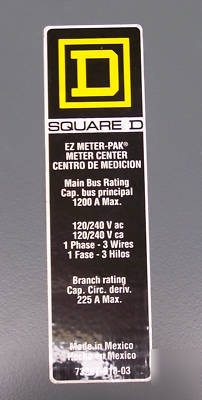 D
SQUARE D
EZ METER-PAK®
METER CENTER
CENTRO DE MEDICION
Main Bus Rating
Cap. bus principal
1200 A Max.
120/240 V ac
120/240 V ca
1 Phase - 3 Wires
1 Fase - 3 Hilos
Branch rating
Cap. Circ. deriv.
225 A Max.
Made in Mexico
Hecho en Mexico